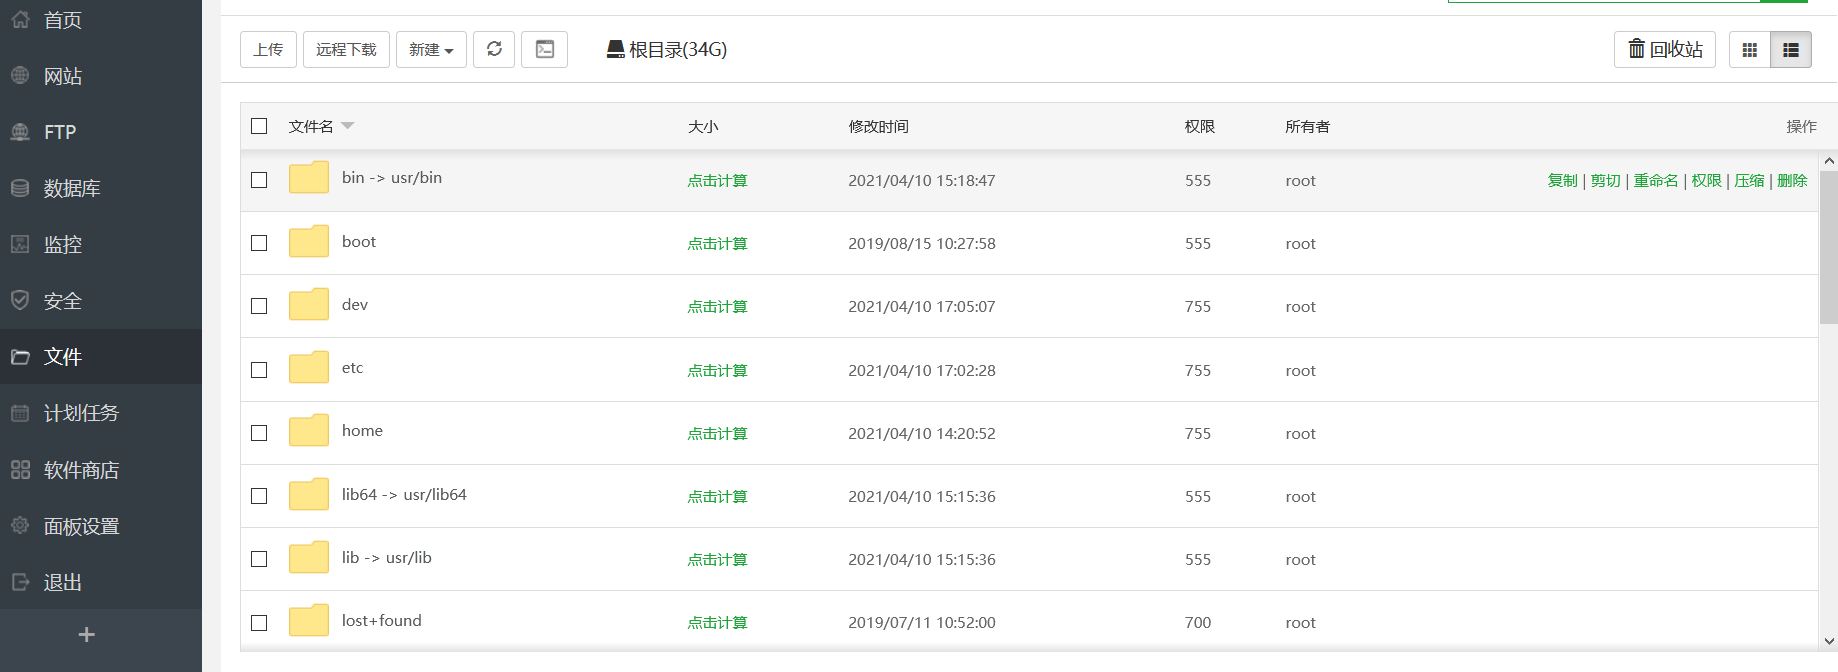 首页
网站
FTP
数据库
监控
安全
文件
计划任务
软件商店
面板设置
退出
上传 远程下载 新建 根目录(34G) 回收站
文件名 大小 修改时间 权限 所有者 操作
bin -> usr/bin 点击计算 2021/04/10 15:18:47 555 root 复制 | 剪切 | 重命名 | 权限 | 压缩 | 删除
boot 点击计算 2019/08/15 10:27:58 555 root
dev 点击计算 2021/04/10 17:05:07 755 root
etc 点击计算 2021/04/10 17:02:28 755 root
home 点击计算 2021/04/10 14:20:52 755 root
lib64 -> usr/lib64 点击计算 2021/04/10 15:15:36 555 root
lib -> usr/lib 点击计算 2021/04/10 15:15:36 555 root
lost+found 点击计算 2019/07/11 10:52:00 700 root